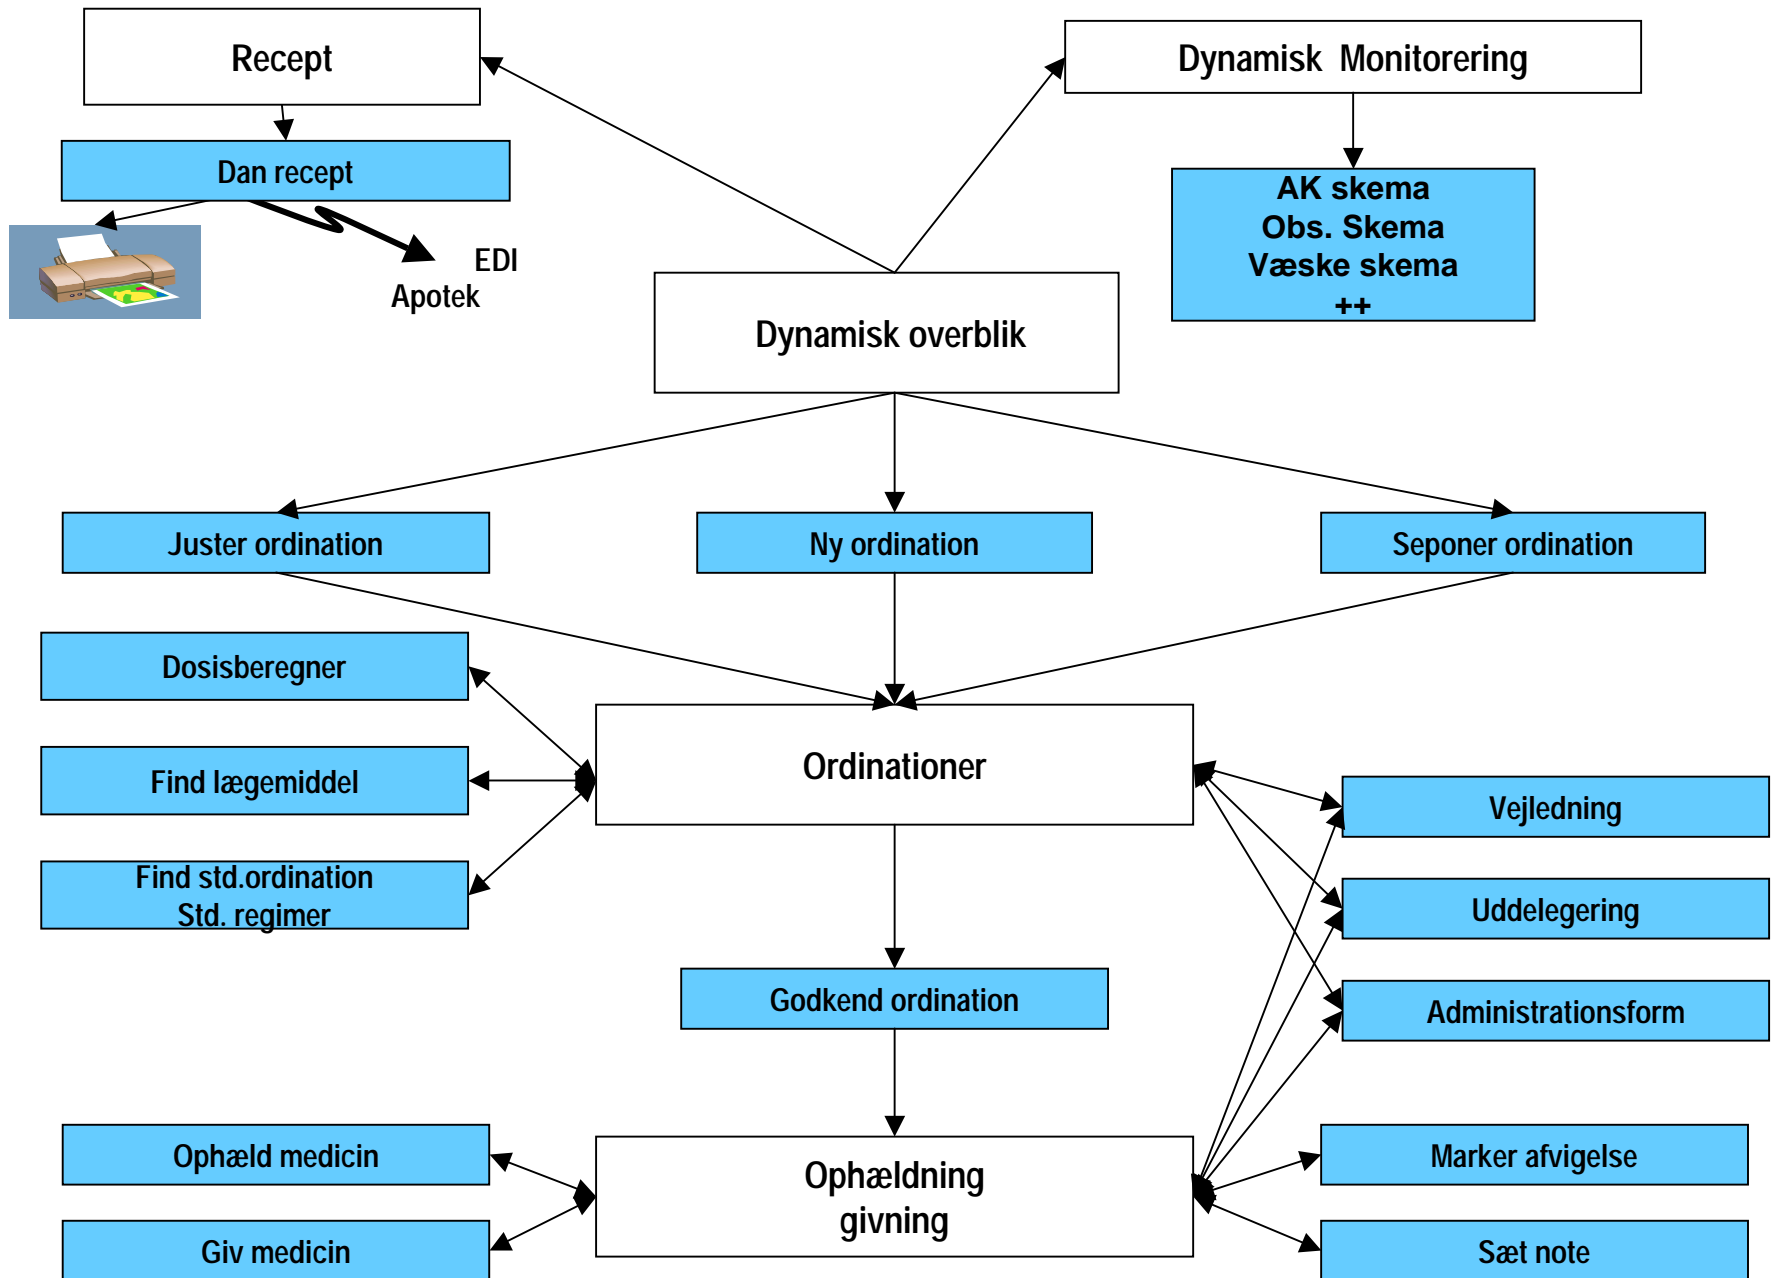 Recept
Dynamisk Monitorering
Dan recept
AK skema
Obs. Skema
Væske skema
++
EDI
Apotek
Dynamisk overblik
Juster ordination
Ny ordination
Seponer ordination
Dosisberegner
Find lægemiddel
Find std.ordination
Std. regimer
Ordinationer
Vejledning
Uddelegering
Administrationsform
Godkend ordination
Ophæld medicin
Giv medicin
Ophældning
givning
Marker afvigelse
Sæt note